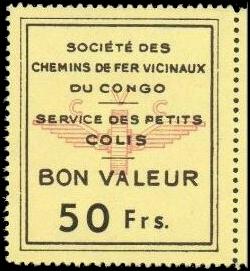 SOCIÉTÉ DES
CHEMINS DE FER VICINAUX
DU CONGO
SERVICE DES PETITS
COLIS
BON VALEUR
50 Frs.